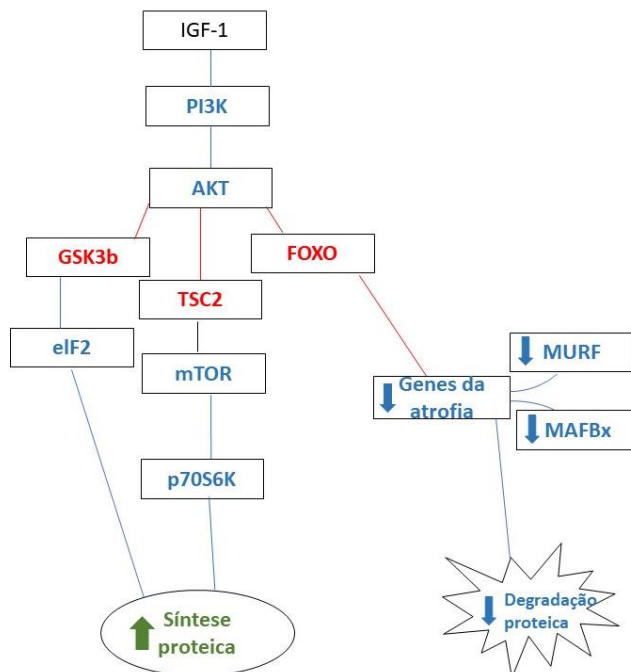 IGF-1
PI3K
AKT
GSK3b
FOXO
TSC2
eIF2
mTOR
MURF
Genes da
atrofia
MAFBx
p70S6K
Síntese
proteica
Degradação
proteica